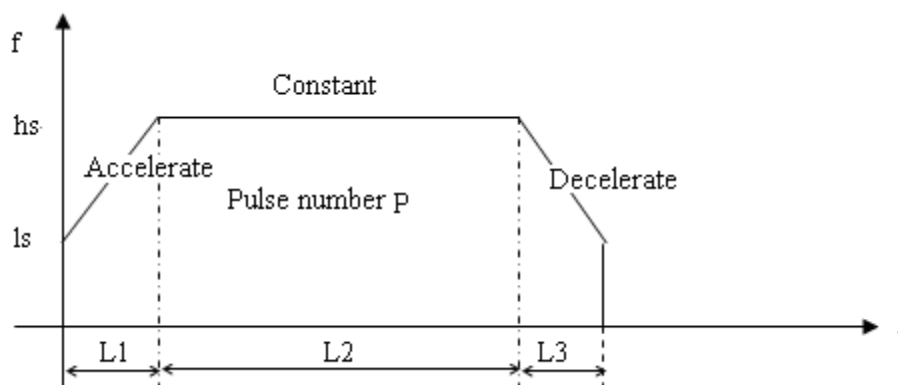 f
Constant
hs
Accelerate
Decelerate
Pulse number p
ls
L1
L2
L3